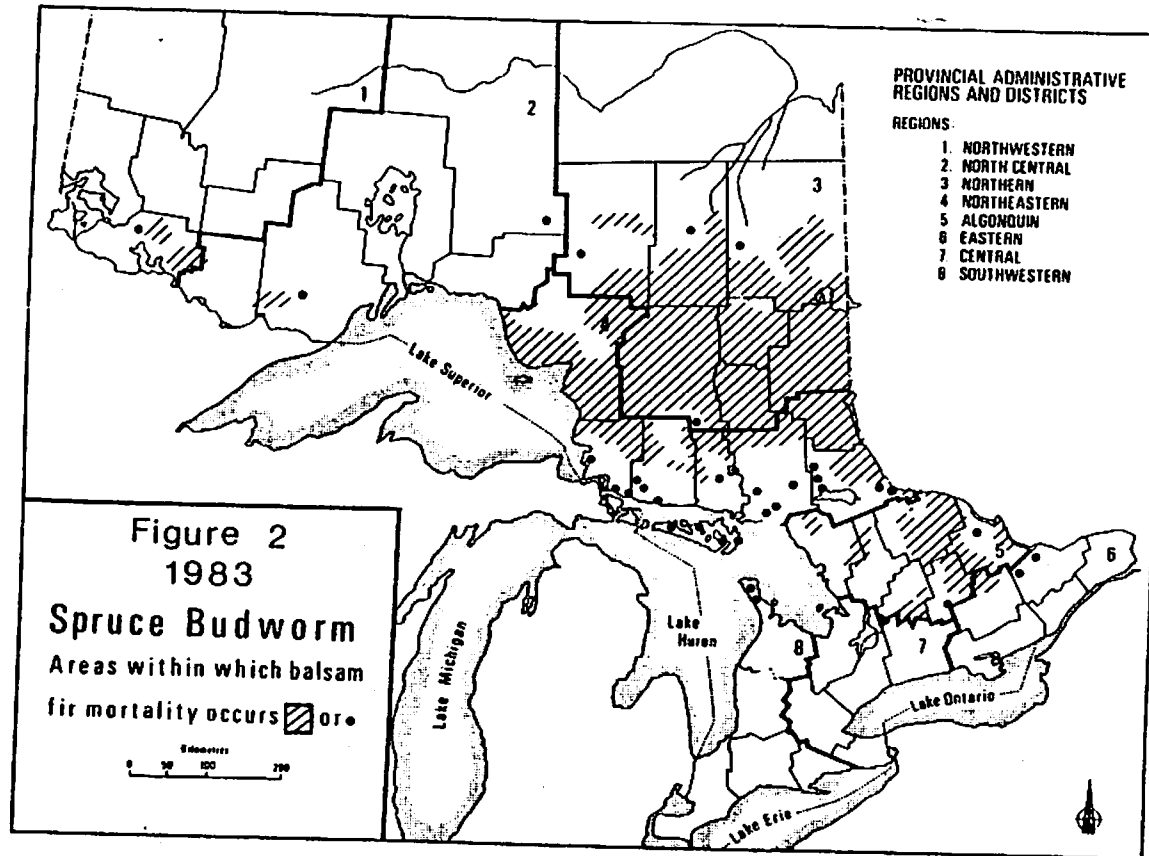 PROVINCIAL ADMINISTRATIVE
REGIONS AND DISTRICTS
REGIONS:
1. NORTHWESTERN
2. NORTH CENTRAL
3 NORTHERN
4 NORTHEASTERN
5 ALGONQUIN
6 EASTERN
7 CENTRAL
8 SOUTHWESTERN
1
2
3
4
5
6
7
8
Lake Superior
Lake Michigan
Lake Huron
Lake Ontario
Lake Erie
Figure 2
1983
Spruce Budworm
Areas within which balsam
fir mortality occurs or
Kilometres
0 50 100 200